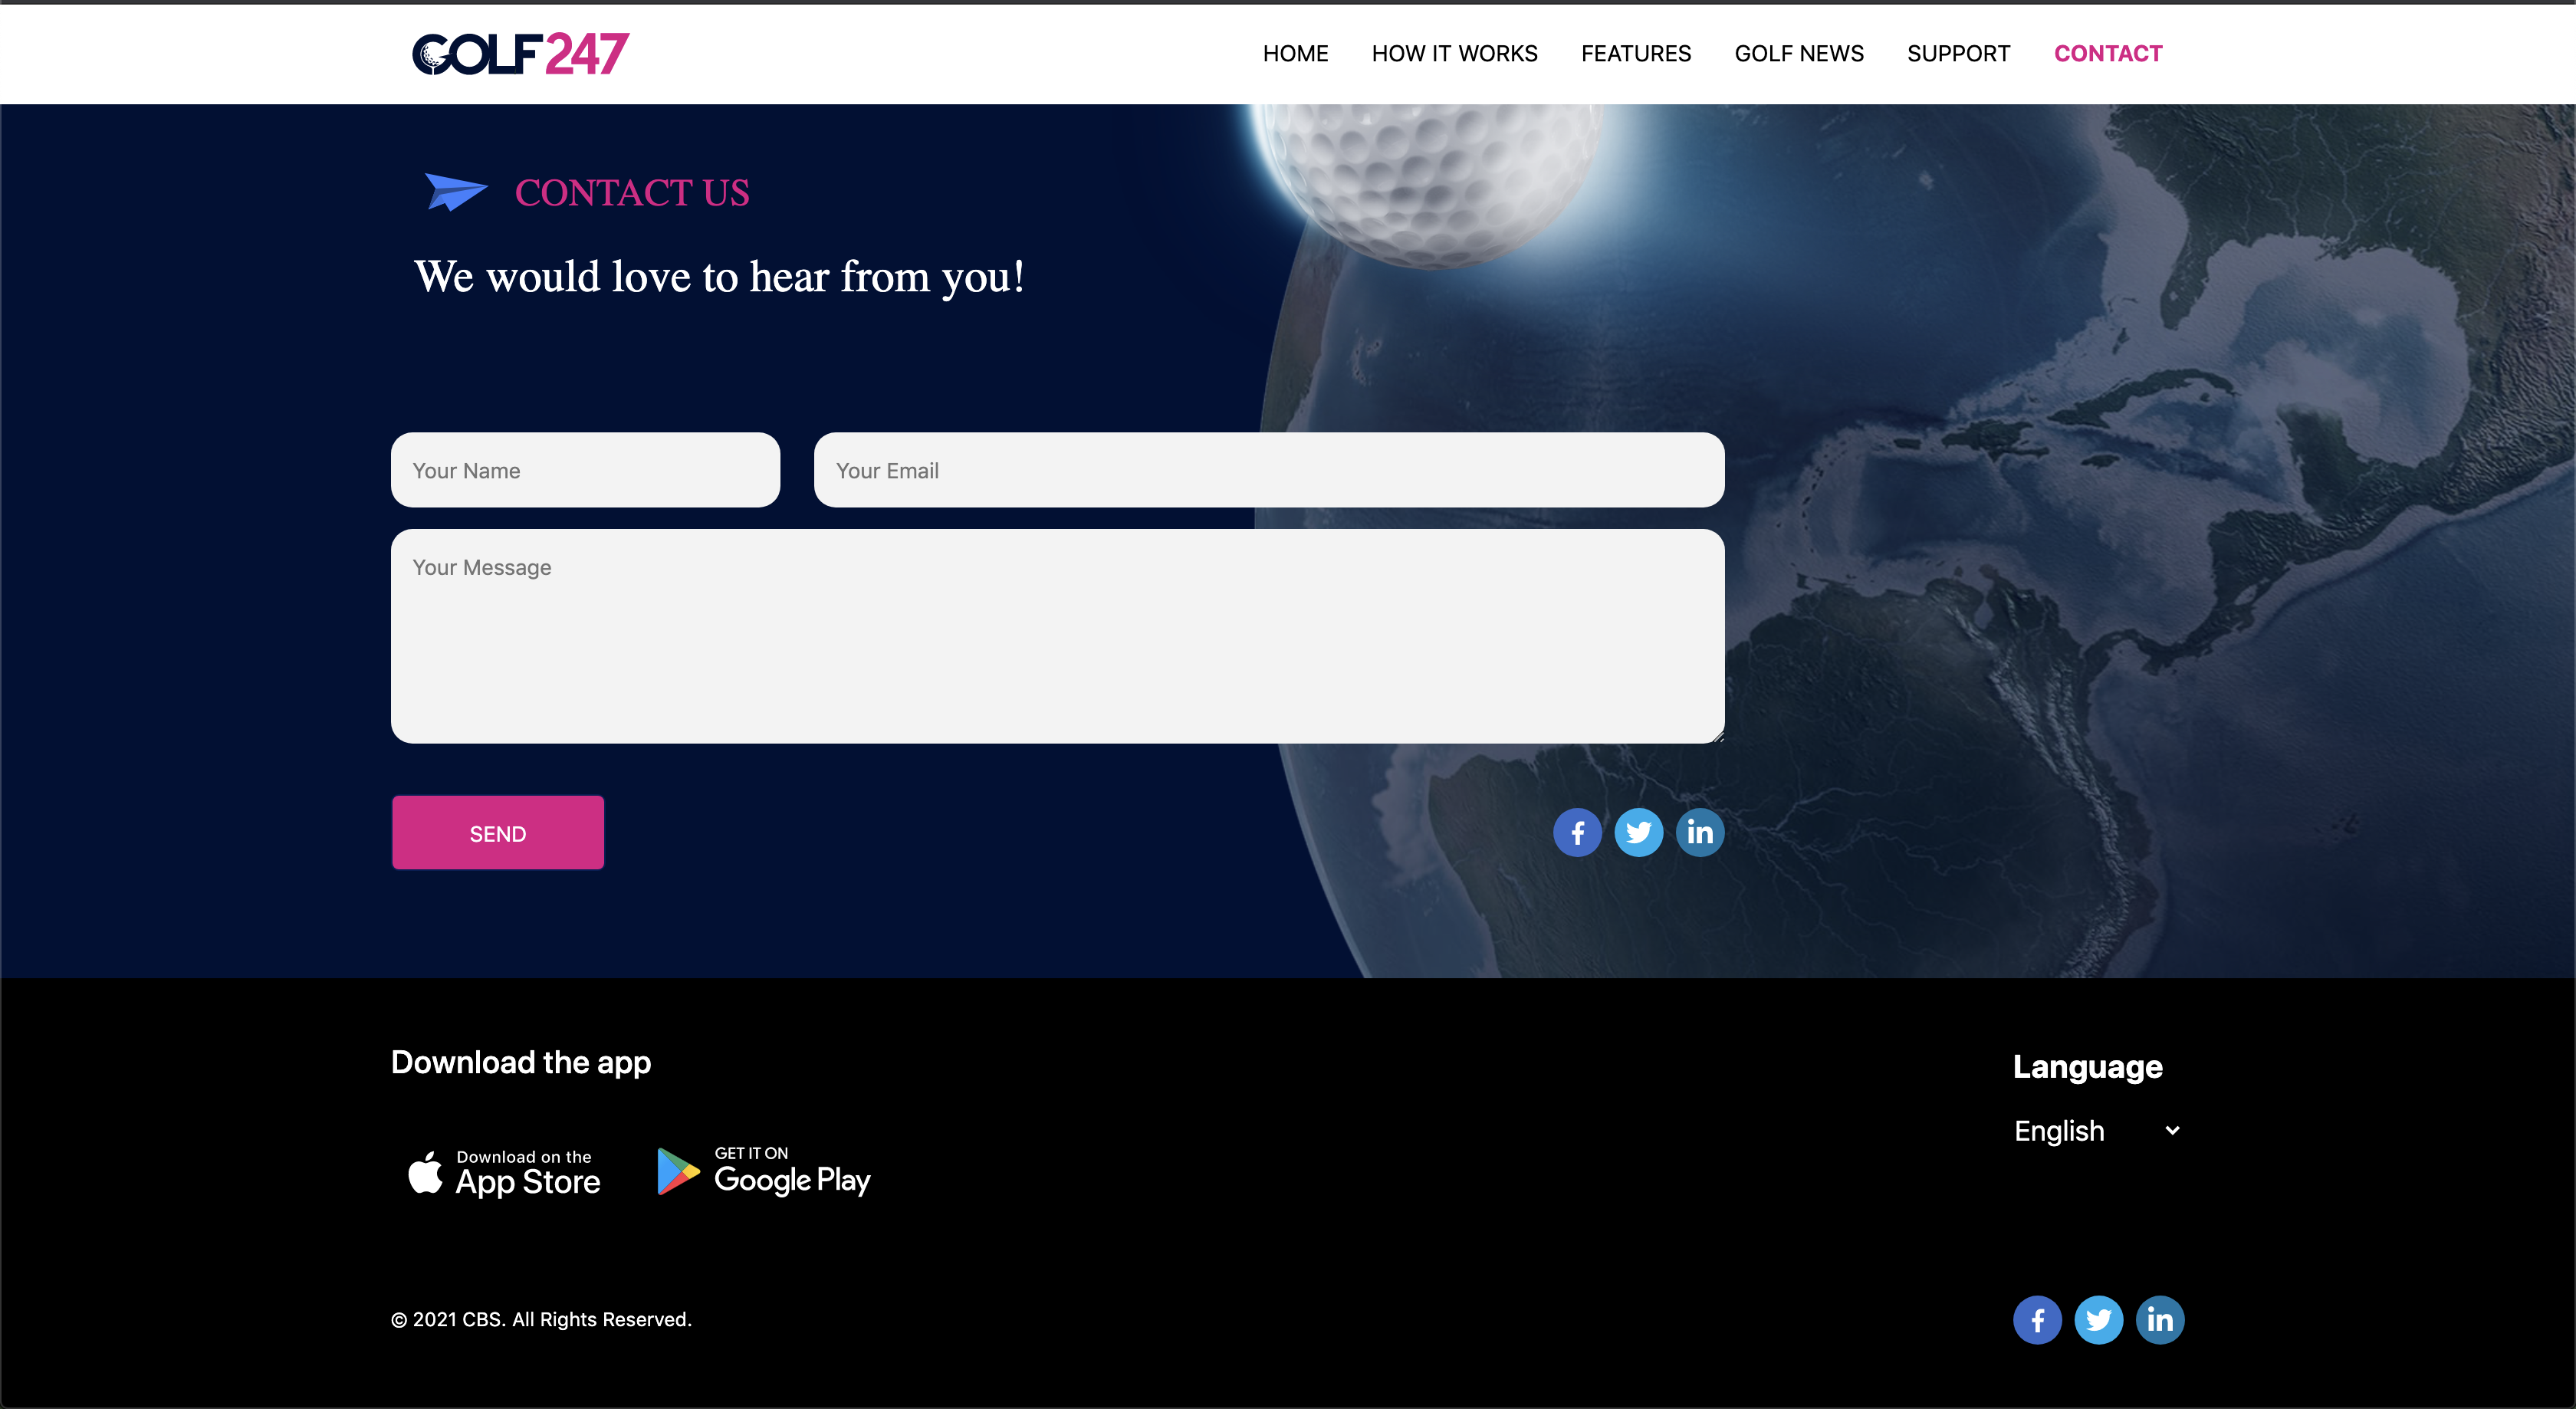 GOLF247
HOME HOW IT WORKS FEATURES GOLF NEWS SUPPORT CONTACT
CONTACT US
We would love to hear from you!
Your Name
Your Email
Your Message
SEND
Download the app
Language
English
Download on the
App Store
GET IT ON
Google Play
© 2021 CBS. All Rights Reserved.